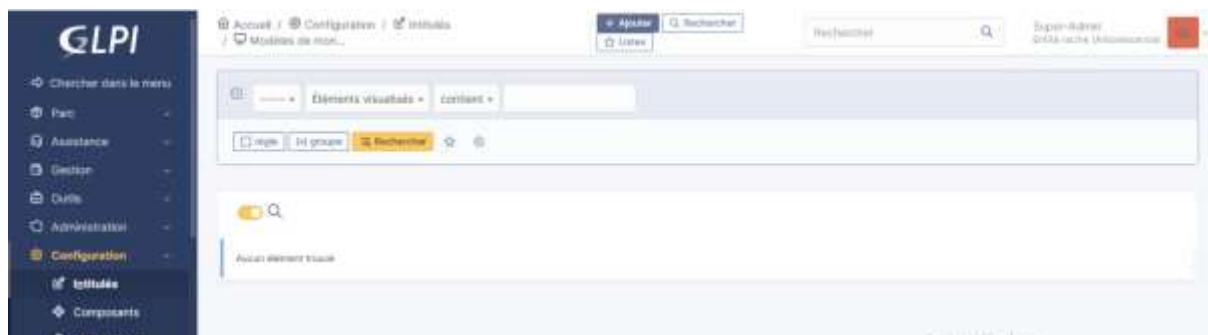 GLPI
Accueil / Configuration / Intitulés
/ Modèles de mon...
+ Ajouter
Rechercher
Listes
Rechercher
Super-Admin
Chercher dans le menu
Parc
Assistance
Gestion
Outils
Administration
Configuration
Intitulés
Composants
----- Éléments visualisés contient
règle
(+) groupe
Rechercher
Aucun élément trouvé